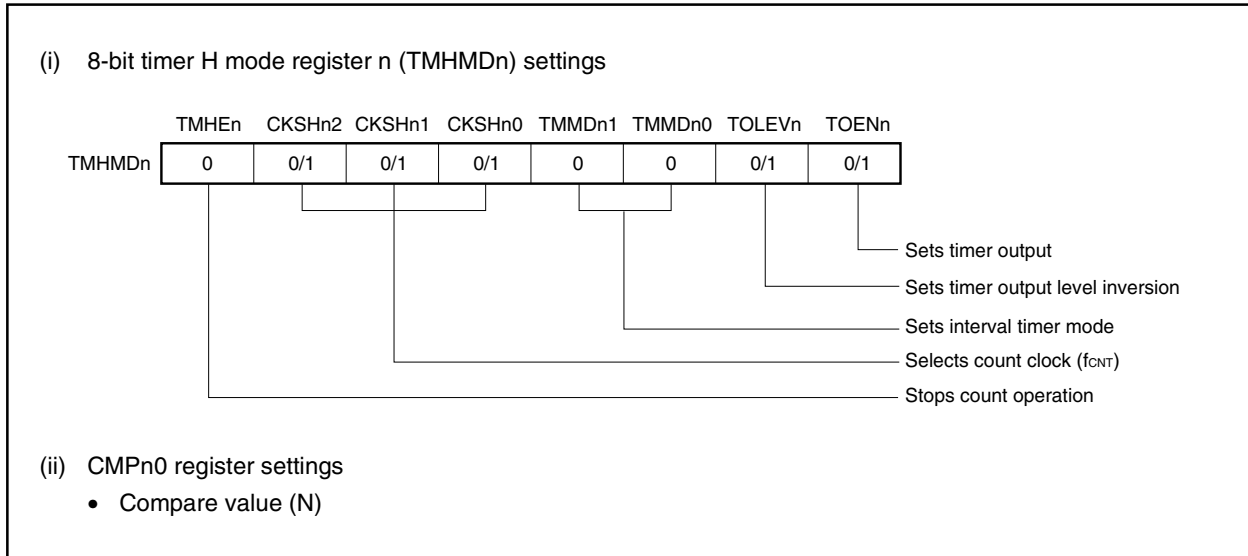 (i) 8-bit timer H mode register n (TMHMDn) settings
TMHEn CKSHn2 CKSHn1 CKSHn0 TMMDn1 TMMDn0 TOLEVn TOENn
TMHMDn 0 0/1 0/1 0/1 0 0 0/1 0/1
Sets timer output
Sets timer output level inversion
Sets interval timer mode
Selects count clock (fCNT)
Stops count operation
(ii) CMPn0 register settings
• Compare value (N)